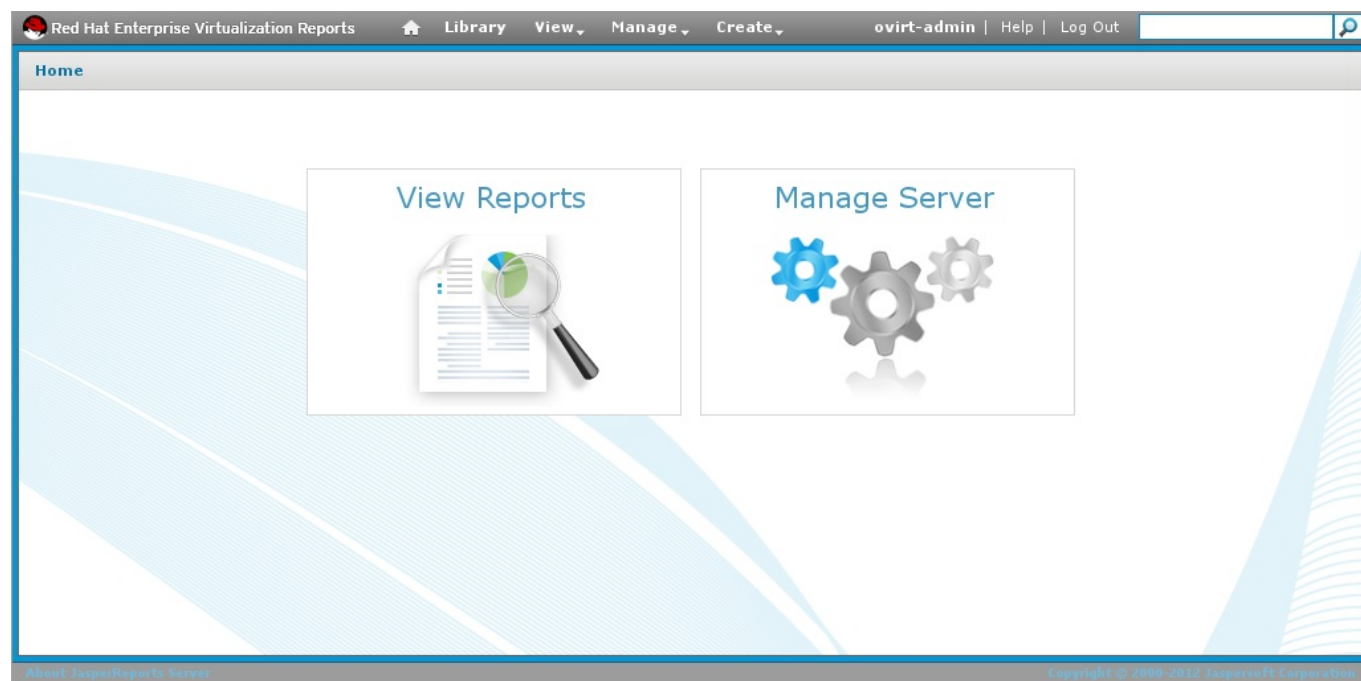 Red Hat Enterprise Virtualization Reports Library View Manage Create ovirt-admin | Help | Log Out
Home
View Reports Manage Server
About JasperReports Server Copyright © 2000-2012 Jaspersoft Corporation